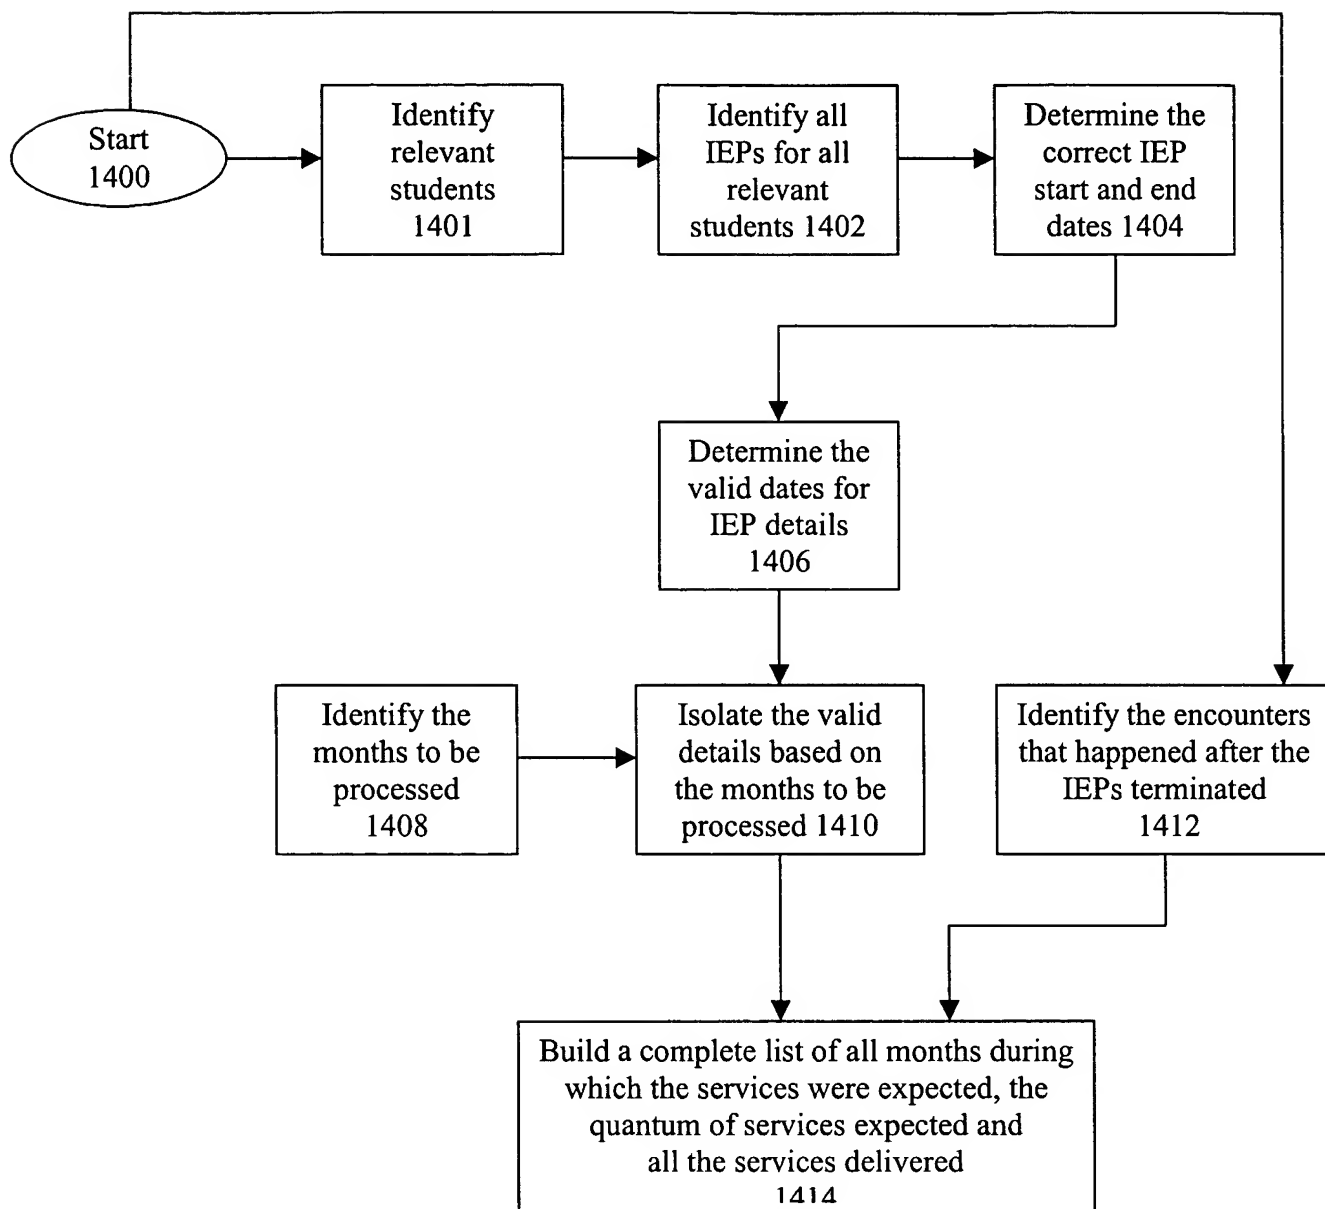 Start
1400
Identify
relevant
students
1401
Identify all
IEPs for all
relevant
students 1402
Determine the
correct IEP
start and end
dates 1404
Determine the
valid dates for
IEP details
1406
Identify the
months to be
processed
1408
Isolate the valid
details based on
the months to be
processed 1410
Identify the encounters
that happened after the
IEPs terminated
1412
Build a complete list of all months during
which the services were expected, the
quantum of services expected and
all the services delivered
1414